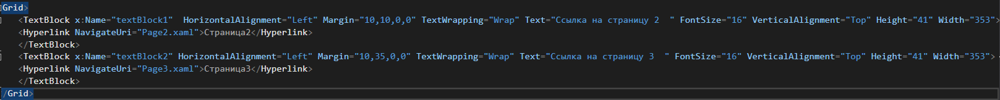 Grid>
<TextBlock x:Name="textBlock1"  HorizontalAlignment="Left" Margin="10,10,0,0" TextWrapping="Wrap" Text="Ссылка на страницу 2  " FontSize="16" VerticalAlignment="Top" Height="41" Width="353">
<Hyperlink NavigateUri="Page2.xaml">Страница2</Hyperlink>
</TextBlock>
<TextBlock x:Name="textBlock2" HorizontalAlignment="Left" Margin="10,35,0,0" TextWrapping="Wrap" Text="Ссылка на страницу 3  " FontSize="16" VerticalAlignment="Top" Height="41" Width="353">
<Hyperlink NavigateUri="Page3.xaml">Страница3</Hyperlink>
</TextBlock>
/Grid>